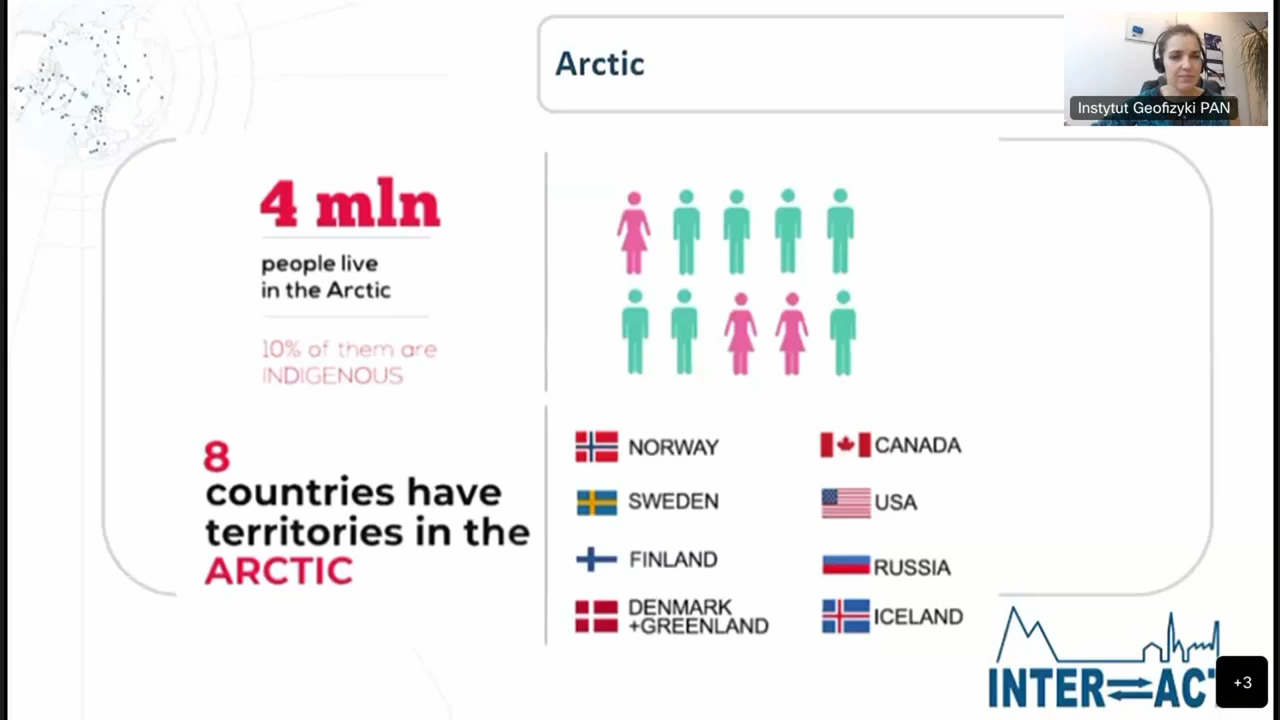 Arctic
Instytut Geofizyki PAN
4 mln
people live
in the Arctic
10% of them are
INDIGENOUS
8
countries have
territories in the
ARCTIC
NORWAY
SWEDEN
FINLAND
DENMARK
+GREENLAND
CANADA
USA
RUSSIA
ICELAND
INTER ACT
+3